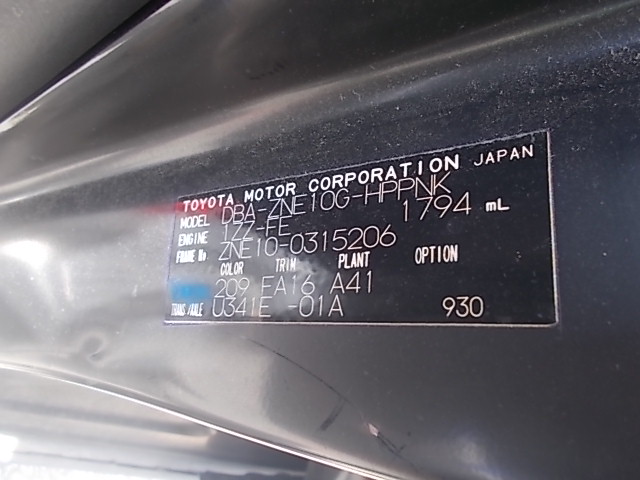 TOYOTA MOTOR CORPORATION JAPAN
MODEL DBA-ZNE10G-HPPNK
ENGINE 1ZZ-FE 1794 mL
FRAME No ZNE10-0315206
COLOR TRIM PLANT OPTION
209 FA16 A41
TRANS/AXLE U341E -01A 930